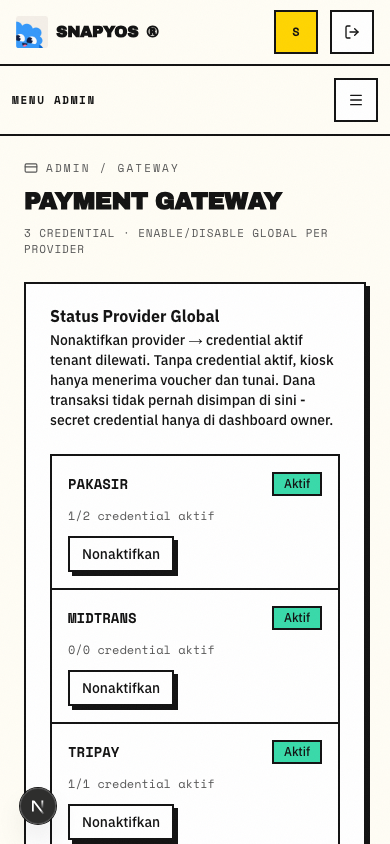 SNAPYOS ®
S
MENU ADMIN
ADMIN / GATEWAY
PAYMENT GATEWAY
3 CREDENTIAL · ENABLE/DISABLE GLOBAL PER
PROVIDER
Status Provider Global
Nonaktifkan provider → credential aktif
tenant dilewati. Tanpa credential aktif, kiosk
hanya menerima voucher dan tunai. Dana
transaksi tidak pernah disimpan di sini -
secret credential hanya di dashboard owner.
PAKASIR
Aktif
1/2 credential aktif
Nonaktifkan
MIDTRANS
Aktif
0/0 credential aktif
Nonaktifkan
TRIPAY
Aktif
1/1 credential aktif
Nonaktifkan
N